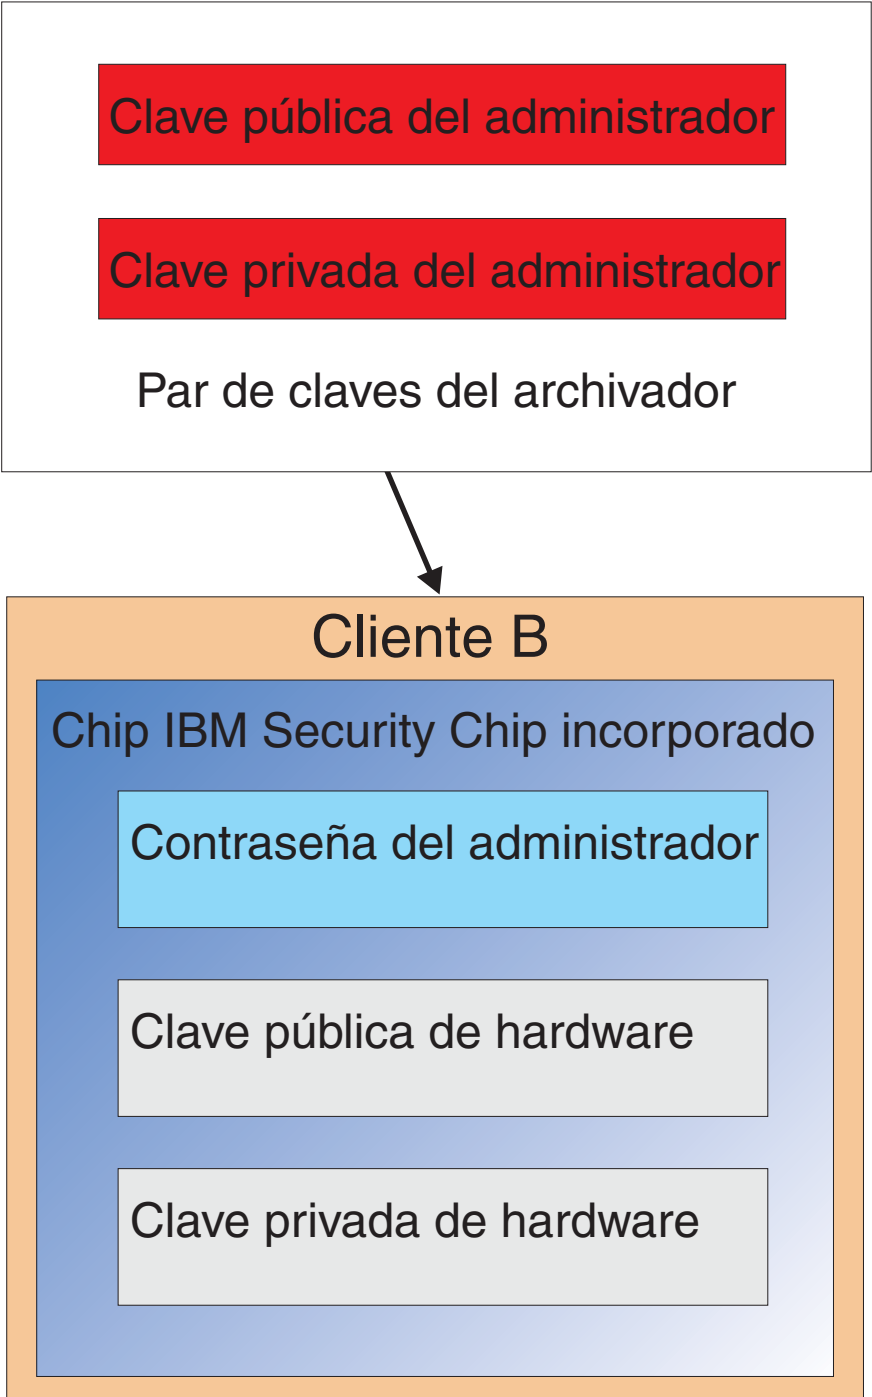 Clave pública del administrador
Clave privada del administrador
Par de claves del archivador
Cliente B
Chip IBM Security Chip incorporado
Contraseña del administrador
Clave pública de hardware
Clave privada de hardware